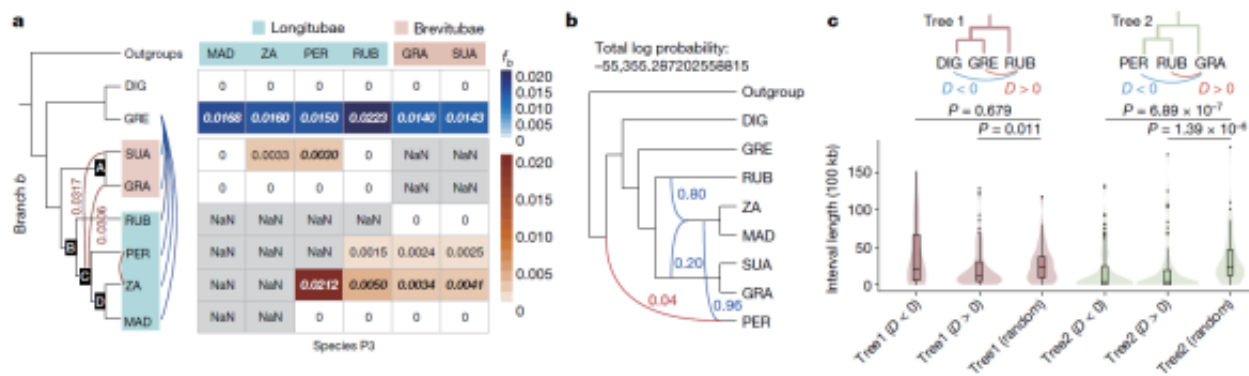 a
Longitubae
Brevitubae
MAD ZA PER RUB GRA SUA
Outgroups
DIG 0 0 0 0 0 0
GRE 0.0168 0.0160 0.0150 0.0223 0.0140 0.0143
SUA 0 0.0033 0.0020 0 NaN NaN
GRA 0 0 0 0 NaN NaN
RUB NaN NaN NaN NaN 0 0
PER NaN NaN NaN 0.0015 0.0024 0.0025
ZA NaN NaN 0.0212 0.0050 0.0034 0.0041
MAD NaN NaN 0 0 0 0
Branch b
A
B
C
D
0.0317
0.0306
Species P3
fb
0.020
0.015
0.010
0.005
0
0.020
0.015
0.010
0.005
0
b
Total log probability:
−55,355.287202558815
Outgroup
DIG
GRE
RUB
0.80
ZA
MAD
SUA
0.20
GRA
0.04
0.96
PER
c
Tree 1
Tree 2
DIG GRE RUB
PER RUB GRA
D < 0
D > 0
D < 0
D > 0
P = 0.679
P = 6.89 × 10⁻⁷
P = 0.011
P = 1.39 × 10⁻⁶
Interval length (100 kb)
150
100
50
0
Tree1 (D < 0)
Tree1 (D > 0)
Tree1 (random)
Tree2 (D < 0)
Tree2 (D > 0)
Tree2 (random)